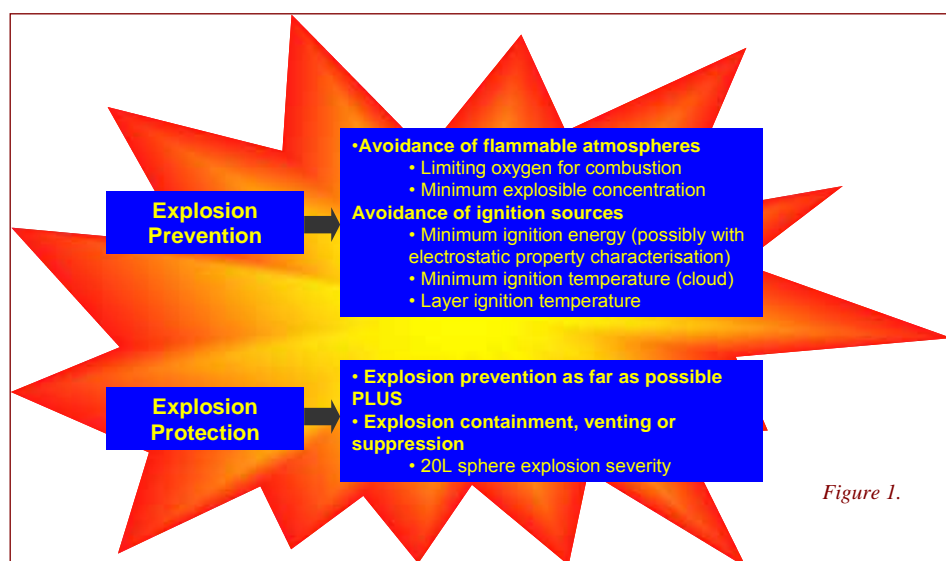 Explosion
Prevention
•Avoidance of flammable atmospheres
• Limiting oxygen for combustion
• Minimum explosible concentration
Avoidance of ignition sources
• Minimum ignition energy (possibly with
electrostatic property characterisation)
• Minimum ignition temperature (cloud)
• Layer ignition temperature
Explosion
Protection
• Explosion prevention as far as possible
PLUS
• Explosion containment, venting or
suppression
• 20L sphere explosion severity
Figure 1.